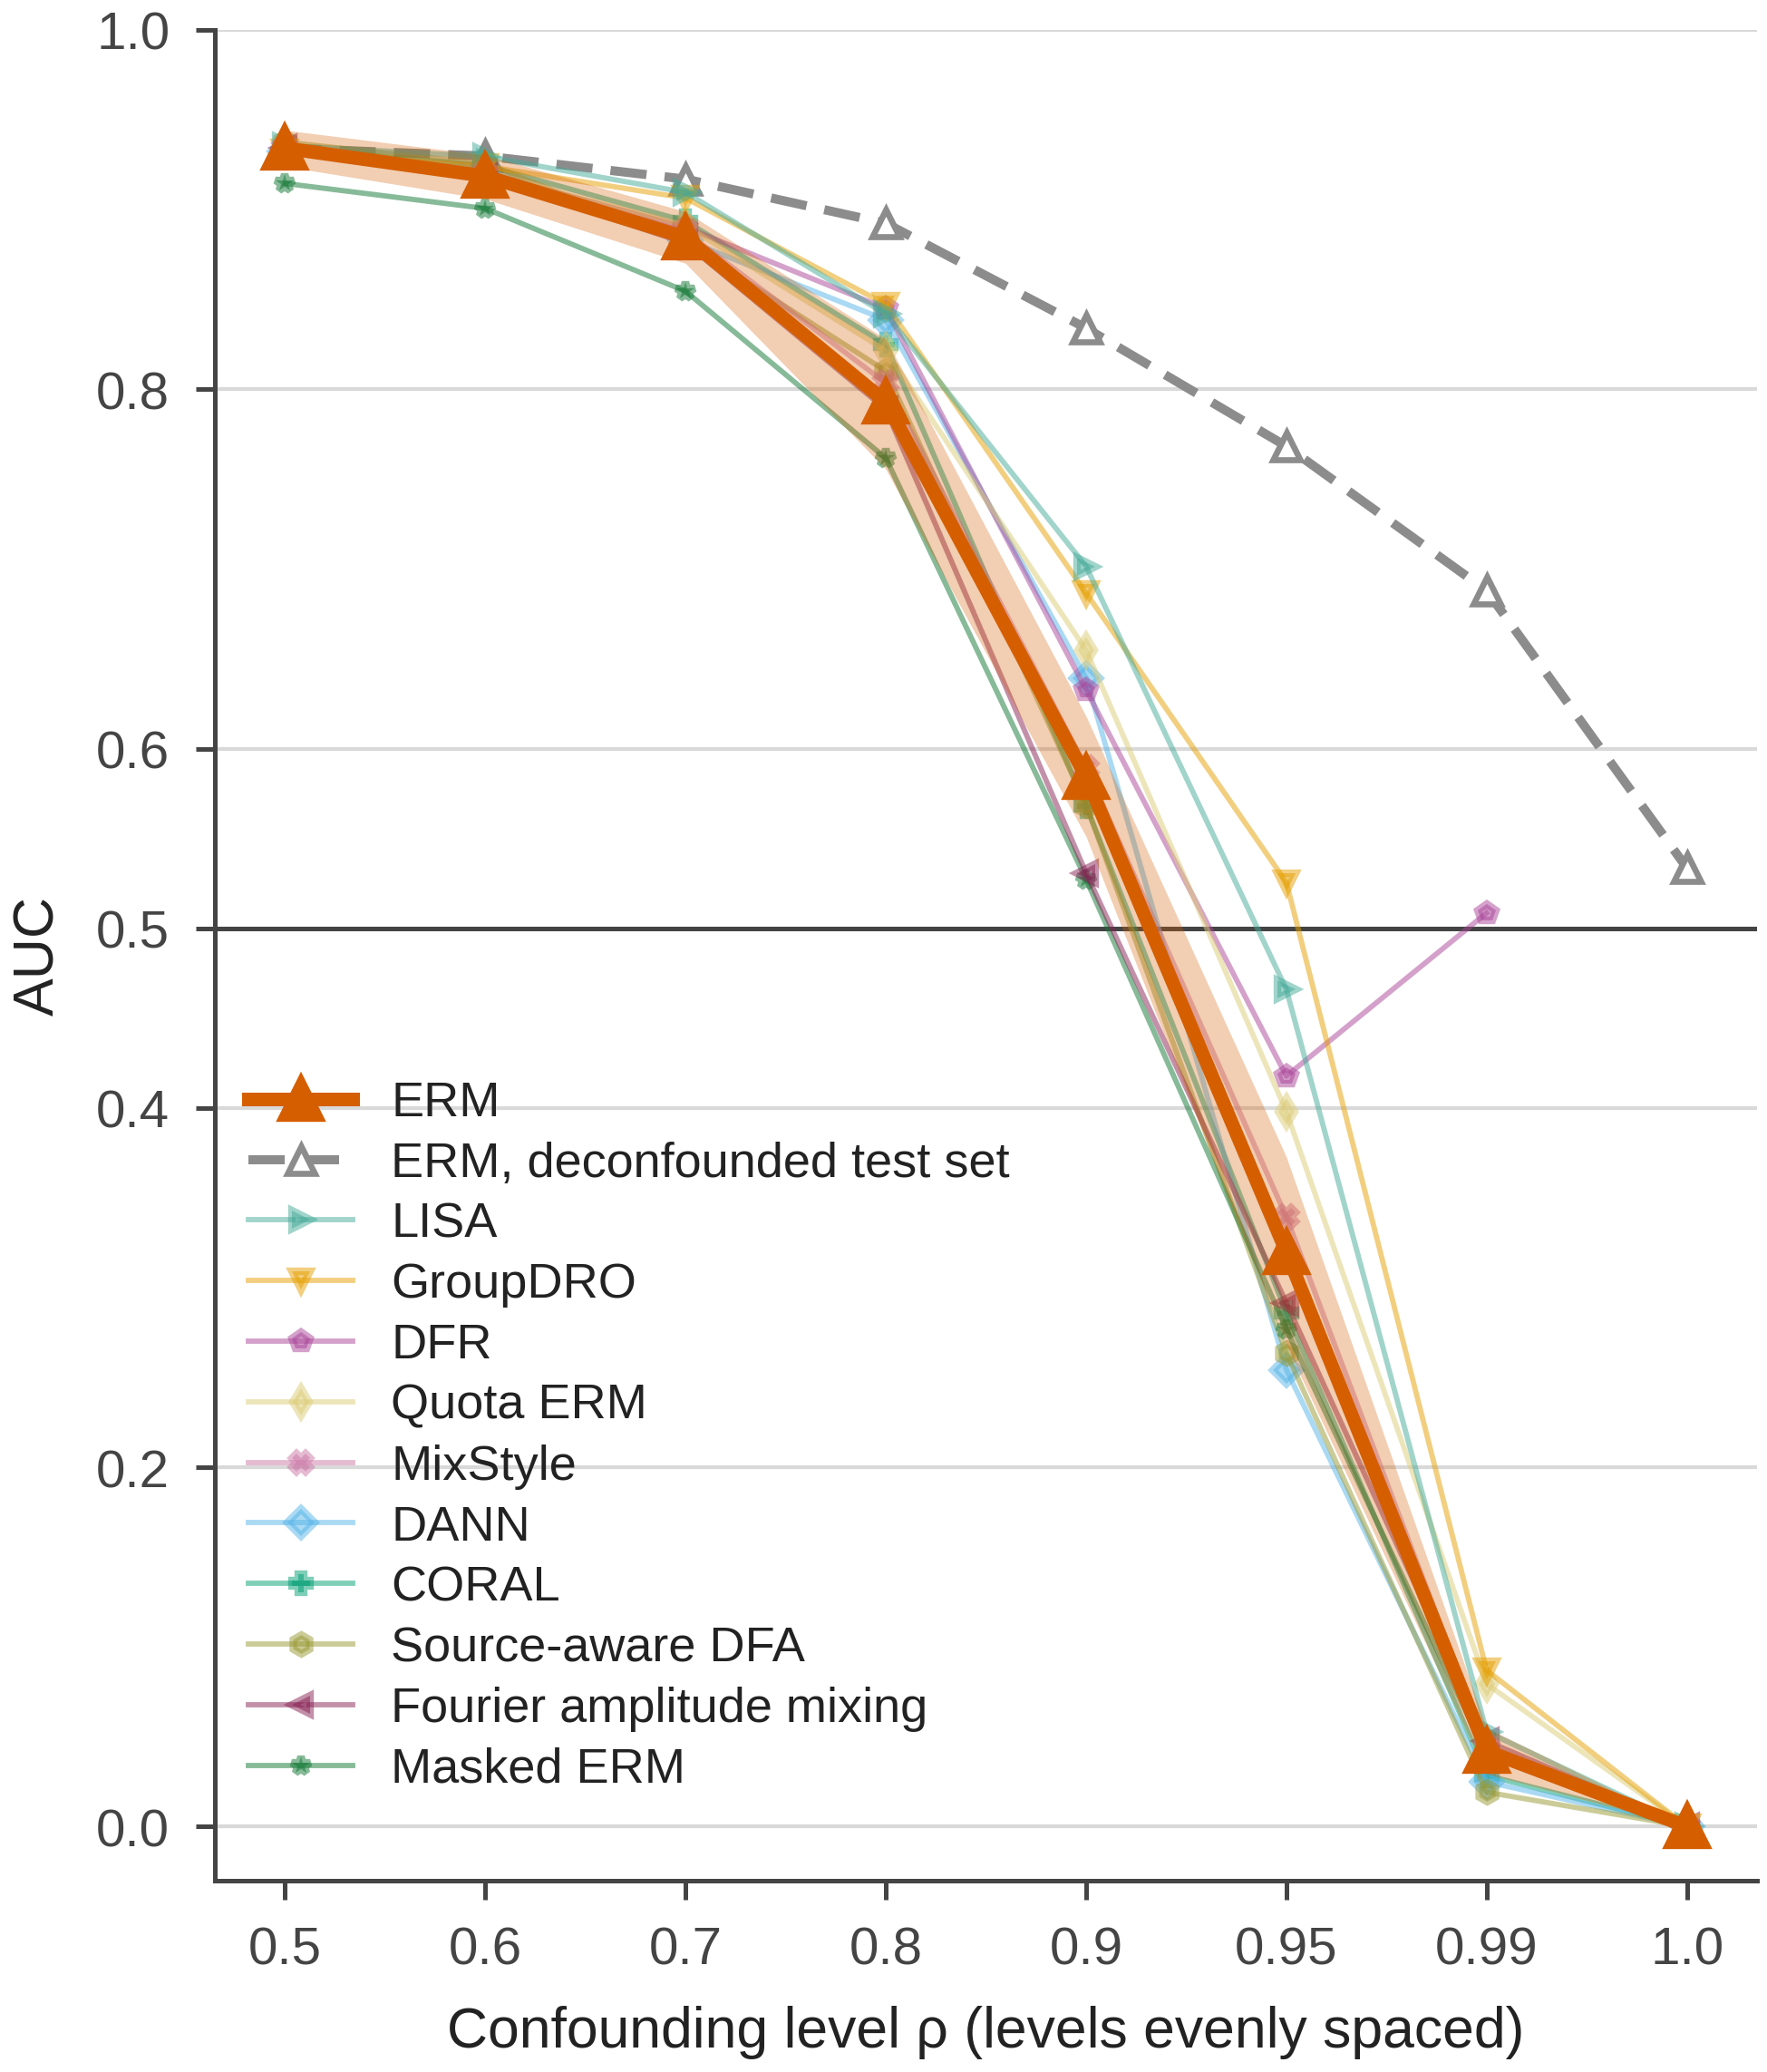 1.0
0.8
0.6
0.5
0.4
0.2
0.0
AUC
ERM
ERM, deconfounded test set
LISA
GroupDRO
DFR
Quota ERM
MixStyle
DANN
CORAL
Source-aware DFA
Fourier amplitude mixing
Masked ERM
0.5 0.6 0.7 0.8 0.9 0.95 0.99 1.0
Confounding level ρ (levels evenly spaced)